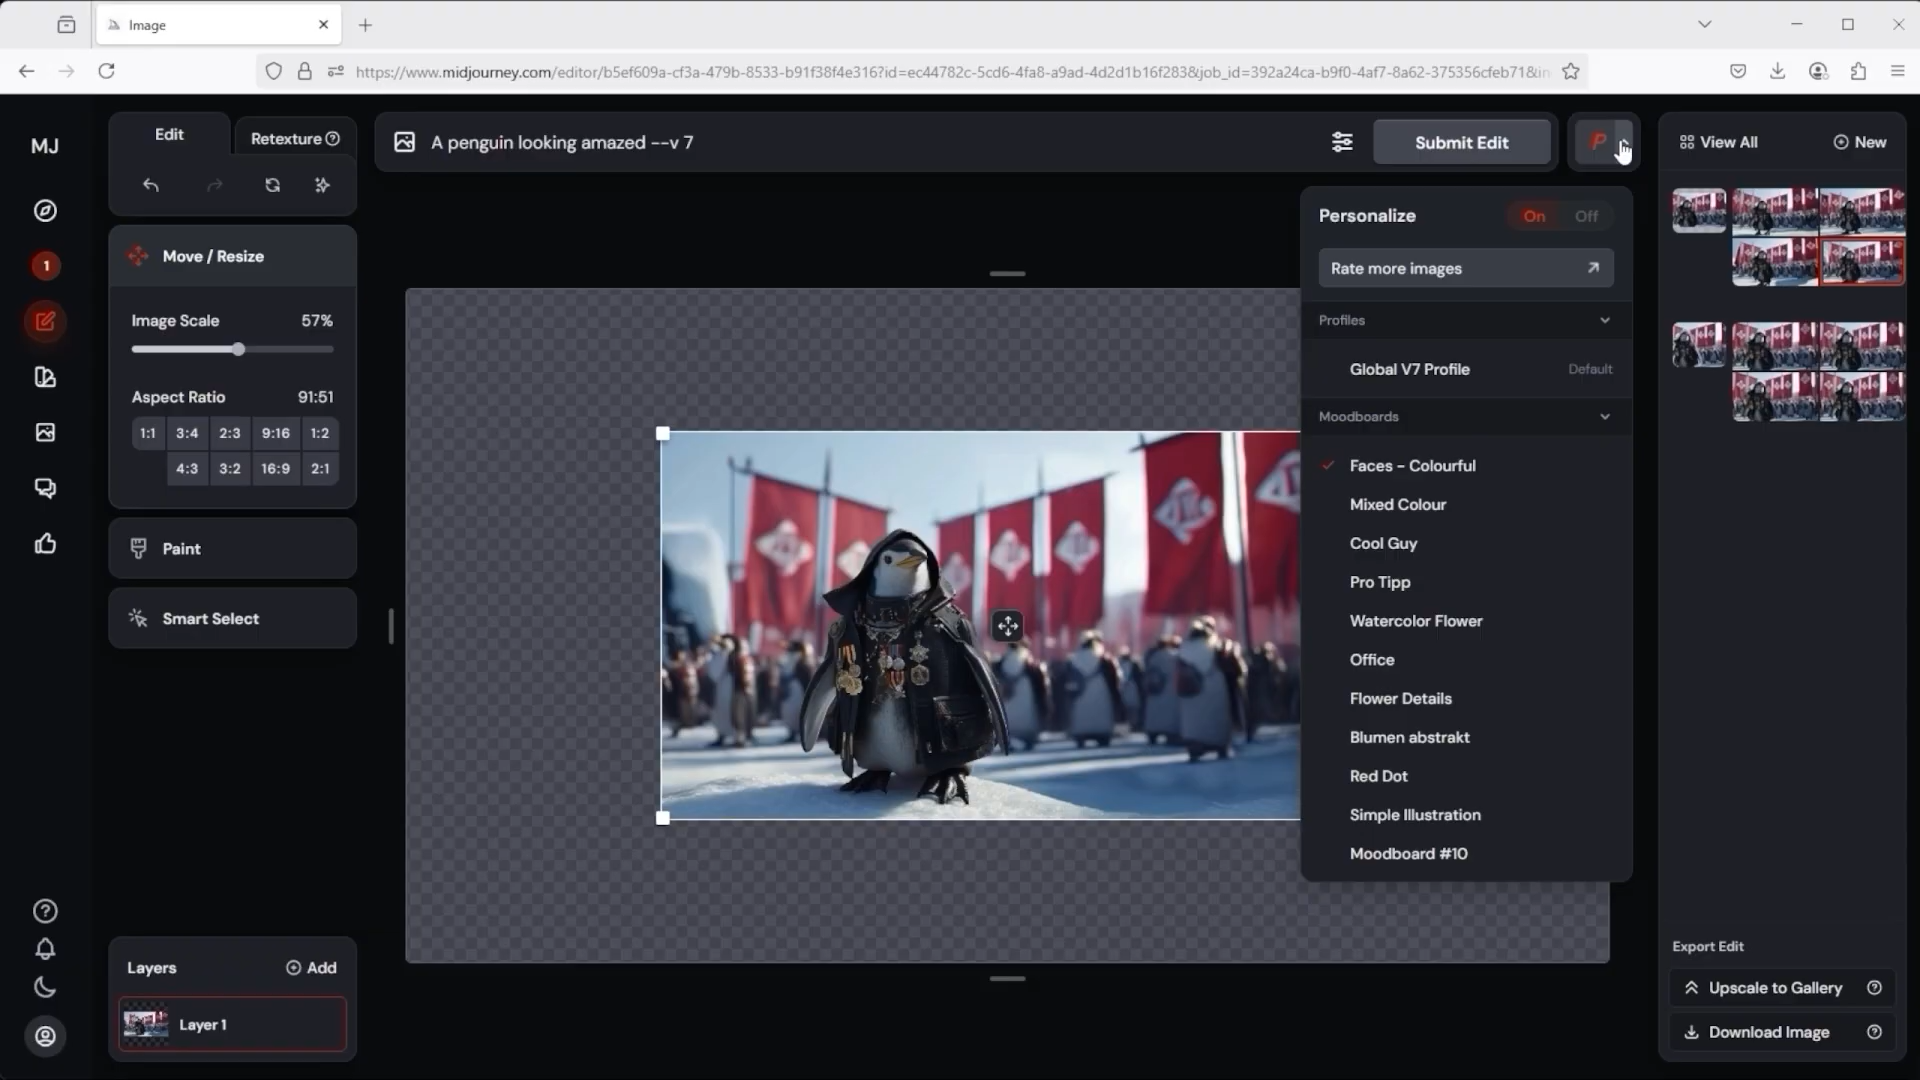 Image
https://www.midjourney.com/editor/b5ef609a-cf3a-479b-8533-b91f38f4e316?id=ec44782c-5cd6-4fa8-a9ad-4d2d1b16f283&job_id=392a24ca-b9f0-4af7-8a62-375356cfeb71&in
MJ
1
Edit
Retexture
A penguin looking amazed --v 7
Submit Edit
P
View All
New
Move / Resize
Image Scale 57%
Aspect Ratio 91:51
1:1 3:4 2:3 9:16 1:2
4:3 3:2 16:9 2:1
Paint
Smart Select
Personalize On Off
Rate more images
Profiles
Global V7 Profile Default
Moodboards
Faces - Colourful
Mixed Colour
Cool Guy
Pro Tipp
Watercolor Flower
Office
Flower Details
Blumen abstrakt
Red Dot
Simple Illustration
Moodboard #10
Layers Add
Layer 1
Export Edit
Upscale to Gallery
Download Image